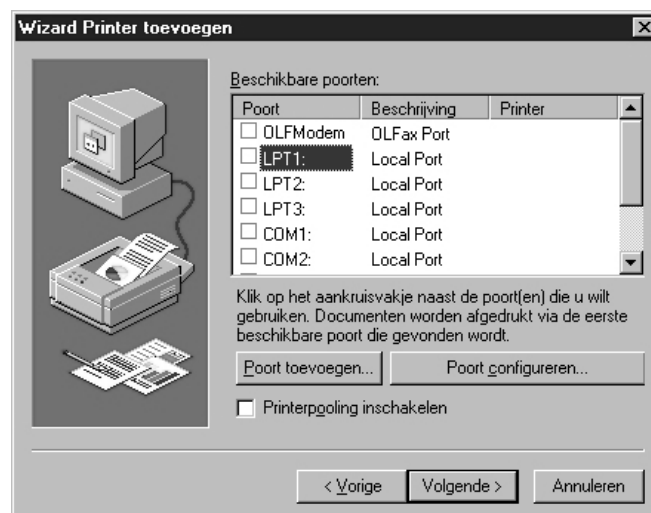 Wizard Printer toevoegen
Beschikbare poorten:
Poort Beschrijving Printer
OLFModem OLFax Port
LPT1: Local Port
LPT2: Local Port
LPT3: Local Port
COM1: Local Port
COM2: Local Port
Klik op het aankruisvakje naast de poort(en) die u wilt
gebruiken. Documenten worden afgedrukt via de eerste
beschikbare poort die gevonden wordt.
Poort toevoegen... Poort configureren...
Printerpooling inschakelen
< Vorige Volgende > Annuleren